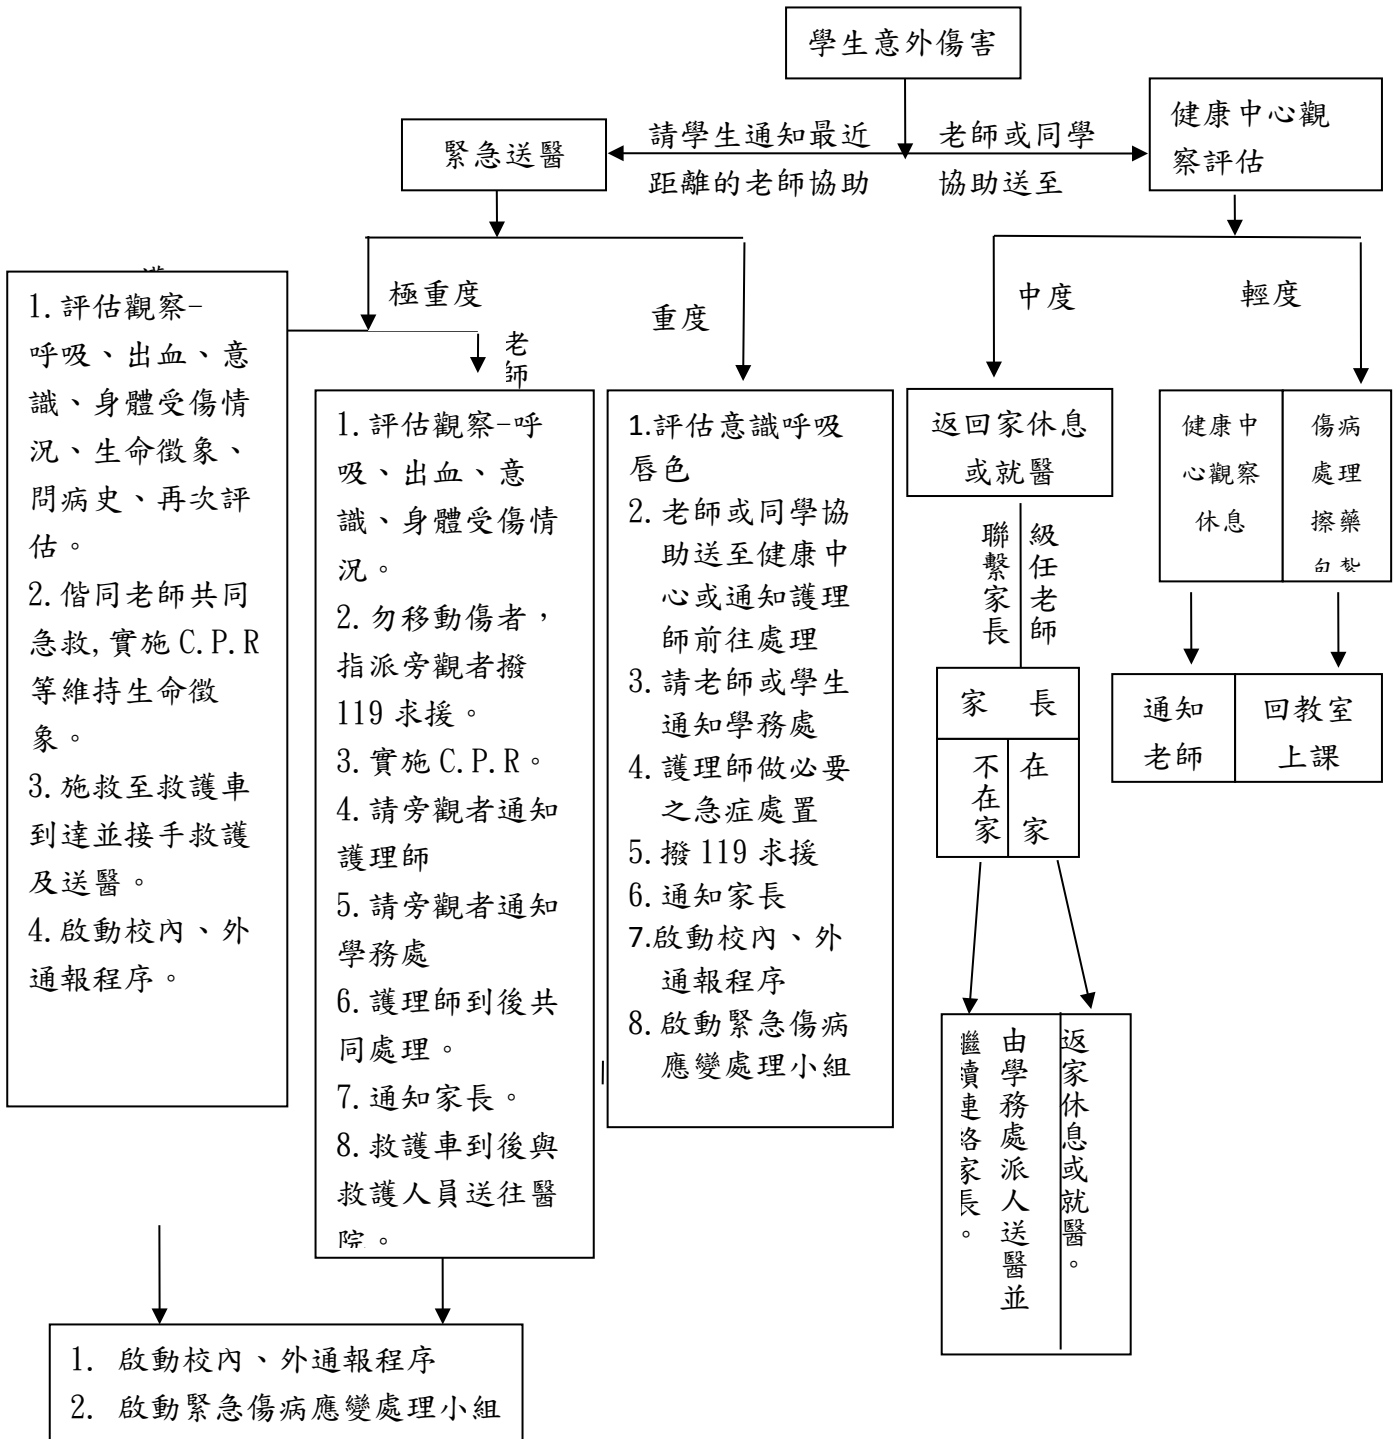 學生意外傷害
緊急送醫
請學生通知最近
距離的老師協助
老師或同學
協助送至
健康中心觀
察評估
極重度
重度
中度
輕度
1.評估觀察-
呼吸、出血、意
識、身體受傷情
況、生命徵象、
問病史、再次評
估。
2.偕同老師共同
急救,實施C.P.R
等維持生命徵
象。
3.施救至救護車
到達並接手救護
及送醫。
4.啟動校內、外
通報程序。
老
師
1.評估觀察-呼
吸、出血、意
識、身體受傷情
況。
2.勿移動傷者，
指派旁觀者撥
119求援。
3.實施C.P.R。
4.請旁觀者通知
護理師
5.請旁觀者通知
學務處
6.護理師到後共
同處理。
7.通知家長。
8.救護車到後與
救護人員送往醫
院。
1.評估意識呼吸
唇色
2.老師或同學協
助送至健康中
心或通知護理
師前往處理
3.請老師或學生
通知學務處
4.護理師做必要
之急症處置
5.撥119求援
6.通知家長
7.啟動校內、外
通報程序
8.啟動緊急傷病
應變處理小組
返回家休息
或就醫
級任老師
聯繫家長
家 長
在 家
不在家
返家休息或就醫。
由學務處派人送醫並
繼續連絡家長。
健康中
心觀察
休息
傷病
處理
擦藥
通知
老師
回教室
上課
1. 啟動校內、外通報程序
2. 啟動緊急傷病應變處理小組